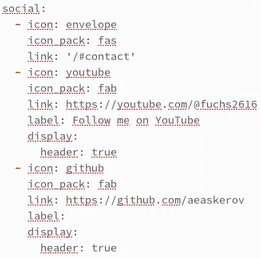 social:
  - icon: envelope
    icon_pack: fas
    link: '/#contact'
  - icon: youtube
    icon_pack: fab
    link: https://youtube.com/@fuchs2616
    label: Follow me on YouTube
    display:
      header: true
  - icon: github
    icon_pack: fab
    link: https://github.com/aeaskerov
    label:
    display:
      header: true